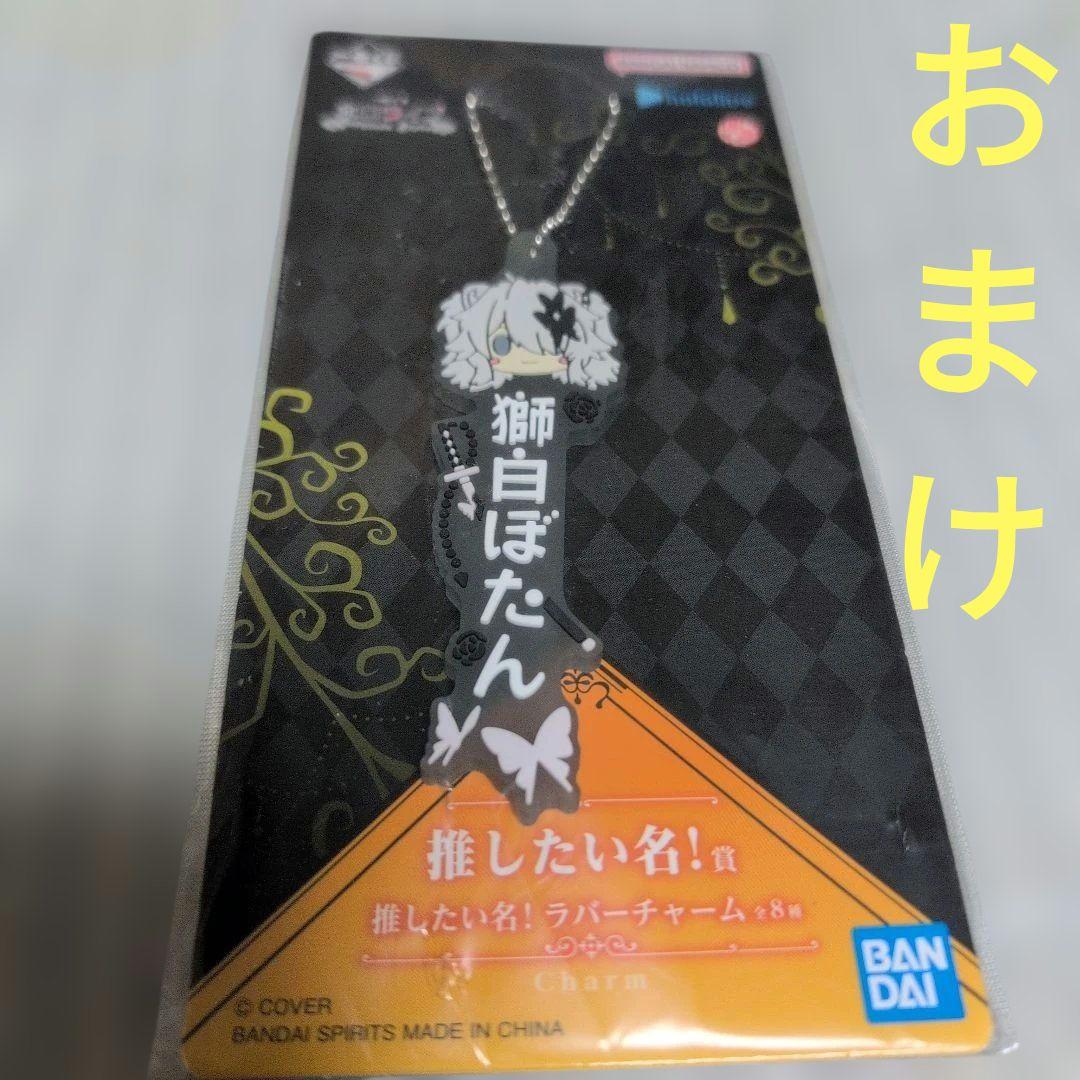 おまけ
獅白ぼたん
推したい名!賞
推したい名! ラバーチャーム 全8種
Charm
BANDAI
© COVER
BANDAI SPIRITS MADE IN CHINA